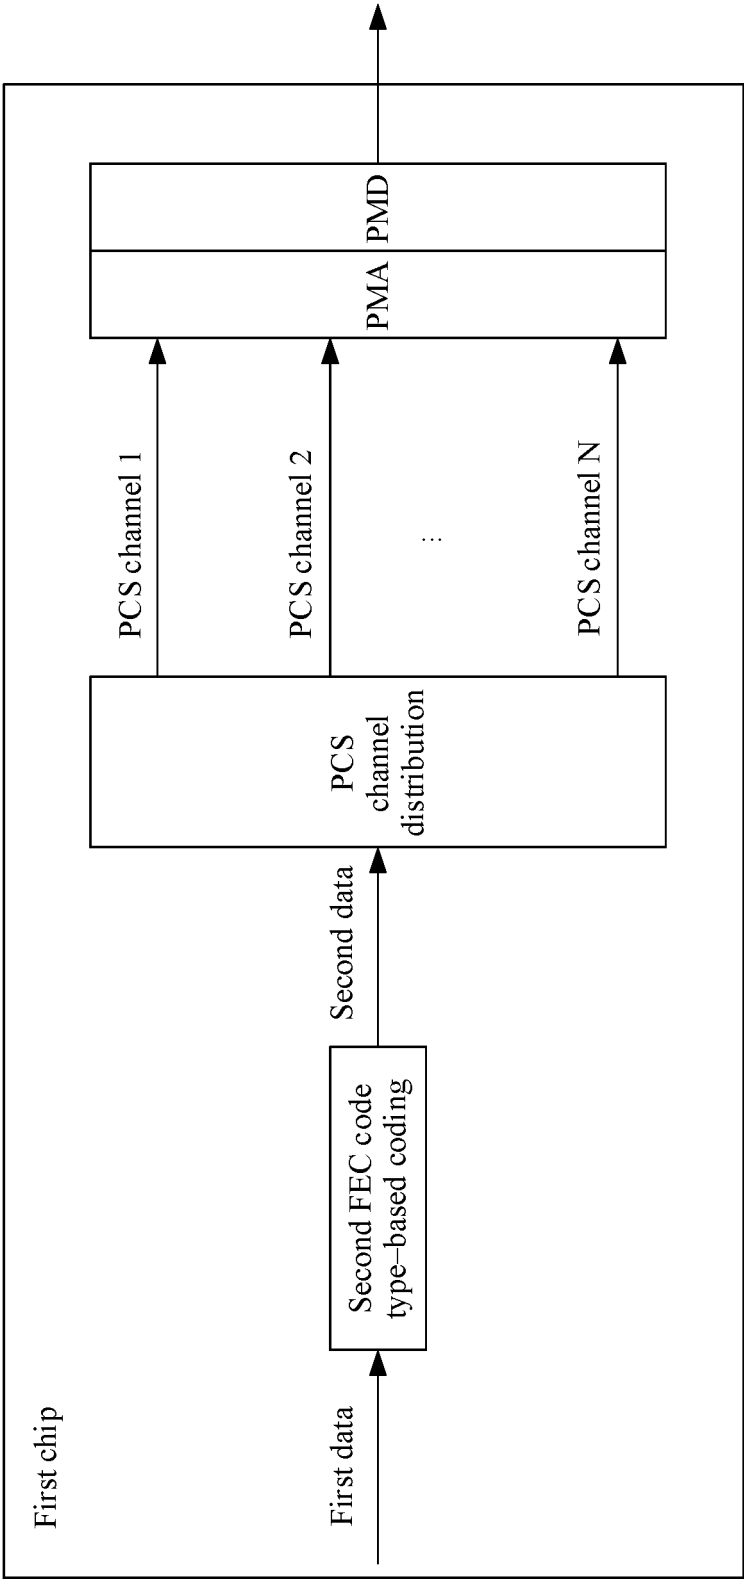 First chip
First data
Second FEC code
type–based coding
Second data
PCS
channel
distribution
PCS channel 1
PCS channel 2
...
PCS channel N
PMA
PMD